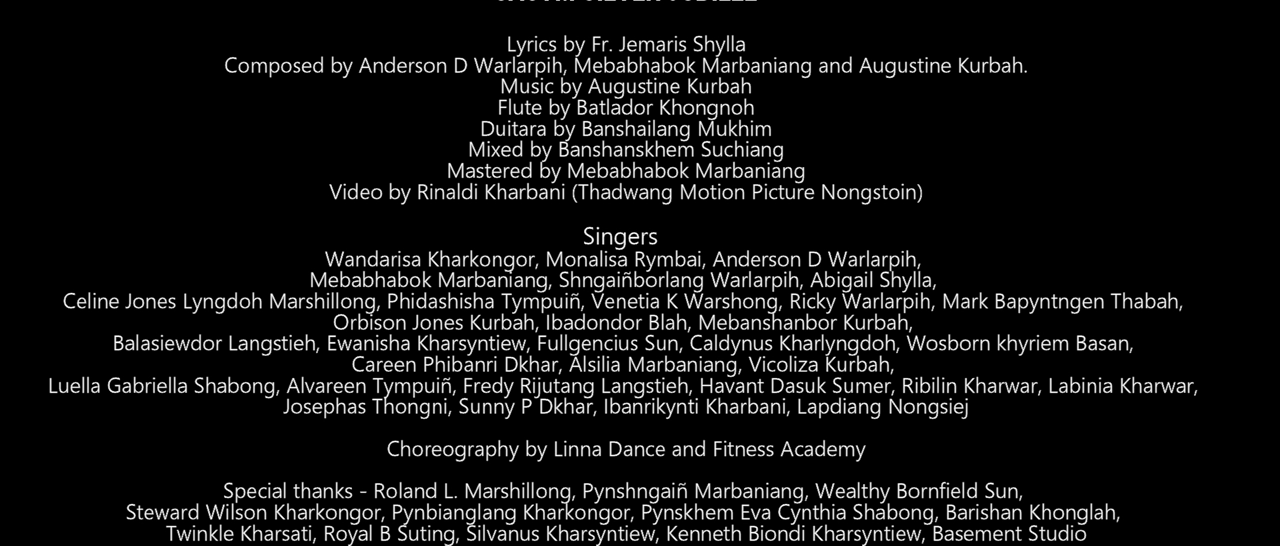 Lyrics by Fr. Jemaris Shylla
Composed by Anderson D Warlarpih, Mebabhabok Marbaniang and Augustine Kurbah.
Music by Augustine Kurbah
Flute by Batlador Khongnoh
Duitara by Banshailang Mukhim
Mixed by Banshanskhem Suchiang
Mastered by Mebabhabok Marbaniang
Video by Rinaldi Kharbani (Thadwang Motion Picture Nongstoin)
Singers
Wandarisa Kharkongor, Monalisa Rymbai, Anderson D Warlarpih,
Mebabhabok Marbaniang, Shngaiñborlang Warlarpih, Abigail Shylla,
Celine Jones Lyngdoh Marshillong, Phidashisha Tympuiñ, Venetia K Warshong, Ricky Warlarpih, Mark Bapyntngen Thabah,
Orbison Jones Kurbah, Ibadondor Blah, Mebanshanbor Kurbah,
Balasiewdor Langstieh, Ewanisha Kharsyntiew, Fullgencius Sun, Caldynus Kharlyngdoh, Wosborn khyriem Basan,
Careen Phibanri Dkhar, Alsilia Marbaniang, Vicoliza Kurbah,
Luella Gabriella Shabong, Alvareen Tympuiñ, Fredy Rijutang Langstieh, Havant Dasuk Sumer, Ribilin Kharwar, Labinia Kharwar,
Josephas Thongni, Sunny P Dkhar, Ibanrikynti Kharbani, Lapdiang Nongsiej
Choreography by Linna Dance and Fitness Academy
Special thanks - Roland L. Marshillong, Pynshngaiñ Marbaniang, Wealthy Bornfield Sun,
Steward Wilson Kharkongor, Pynbianglang Kharkongor, Pynskhem Eva Cynthia Shabong, Barishan Khonglah,
Twinkle Kharsati, Royal B Suting, Silvanus Kharsyntiew, Kenneth Biondi Kharsyntiew, Basement Studio